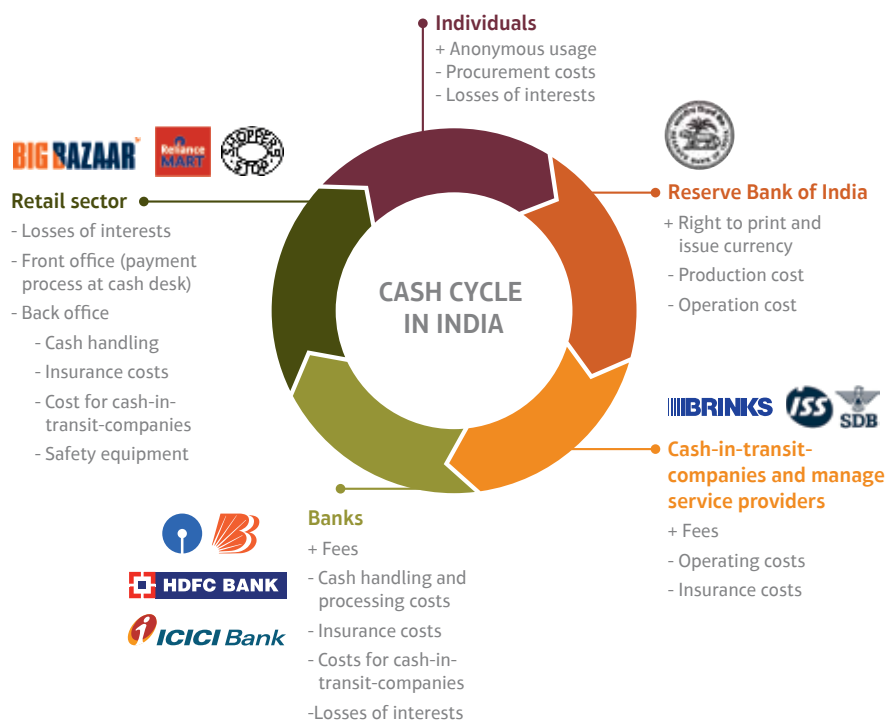 Individuals
+ Anonymous usage
- Procurement costs
- Losses of interests
BIG BAZAAR
Reliance
MART
SHOPPERS
STOP
Retail sector
- Losses of interests
- Front office (payment
process at cash desk)
- Back office
- Cash handling
- Insurance costs
- Cost for cash-in-
transit-companies
- Safety equipment
CASH CYCLE
IN INDIA
Reserve Bank of India
+ Right to print and
issue currency
- Production cost
- Operation cost
BRINKS
ISS
SDB
Cash-in-transit-
companies and manage
service providers
+ Fees
- Operating costs
- Insurance costs
HDFC BANK
ICICI Bank
Banks
+ Fees
- Cash handling and
processing costs
- Insurance costs
- Costs for cash-in-
transit-companies
-Losses of interests